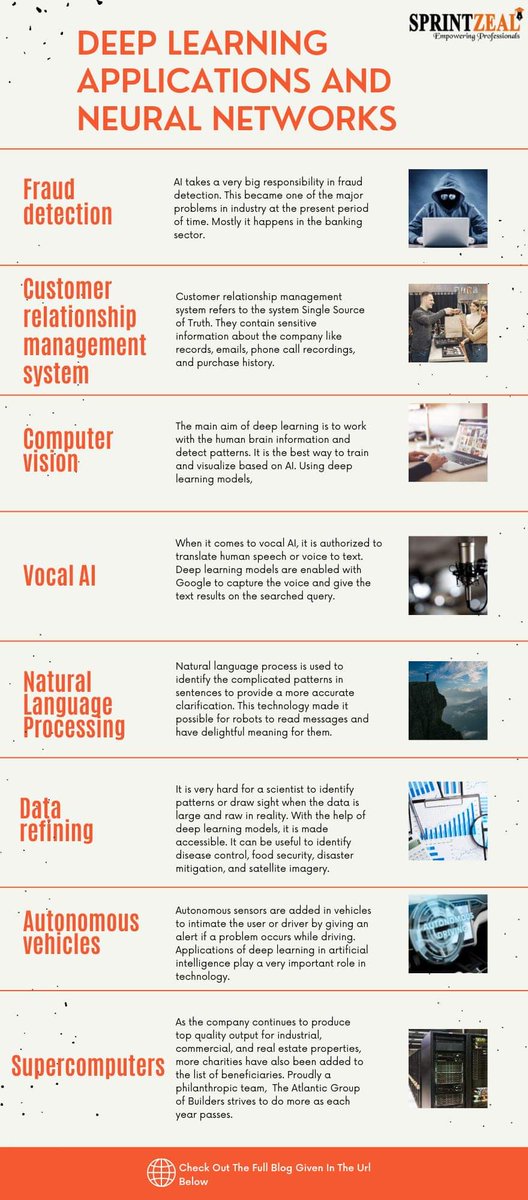 SPRINTZEAL
Empowering Professionals
DEEP LEARNING
APPLICATIONS AND
NEURAL NETWORKS
Fraud
detection
AI takes a very big responsibility in fraud
detection. This became one of the major
problems in industry at the present period
of time. Mostly it happens in the banking
sector.
Customer
relationship
management
system
Customer relationship management
system refers to the system Single Source
of Truth. They contain sensitive
information about the company like
records, emails, phone call recordings,
and purchase history.
Computer
vision
The main aim of deep learning is to work
with the human brain information and
detect patterns. It is the best way to train
and visualize based on AI. Using deep
learning models,
Vocal AI
When it comes to vocal AI, it is authorized to
translate human speech or voice to text.
Deep learning models are enabled with
Google to capture the voice and give the
text results on the searched query.
Natural
Language
Processing
Natural language process is used to
identify the complicated patterns in
sentences to provide a more accurate
clarification. This technology made it
possible for robots to read messages and
have delightful meaning for them.
Data
refining
It is very hard for a scientist to identify
patterns or draw sight when the data is
large and raw in reality. With the help of
deep learning models, it is made
accessible. It can be useful to identify
disease control, food security, disaster
mitigation, and satellite imagery.
Autonomous
vehicles
Autonomous sensors are added in vehicles
to intimate the user or driver by giving an
alert if a problem occurs while driving.
Applications of deep learning in artificial
intelligence play a very important role in
technology.
AUTONOMOUS
DRIVING
Supercomputers
As the company continues to produce
top quality output for industrial,
commercial, and real estate properties,
more charities have also been added to
the list of beneficiaries. Proudly a
philanthropic team, The Atlantic Group
of Builders strives to do more as each
year passes.
Check Out The Full Blog Given In The Url
Below